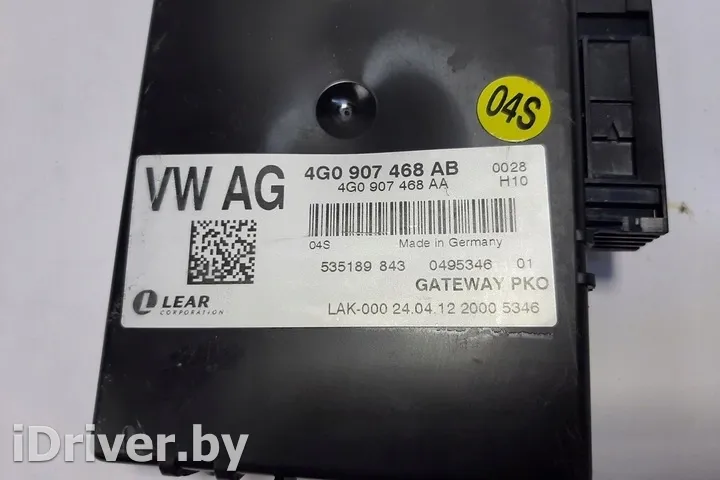 04S
VW AG 4G0 907 468 AB 0028
4G0 907 468 AA H10
04S Made in Germany
535189 843 0495346 01
GATEWAY PKO
LEAR
CORPORATION
LAK-000 24.04.12 2000 5346
iDriver.by